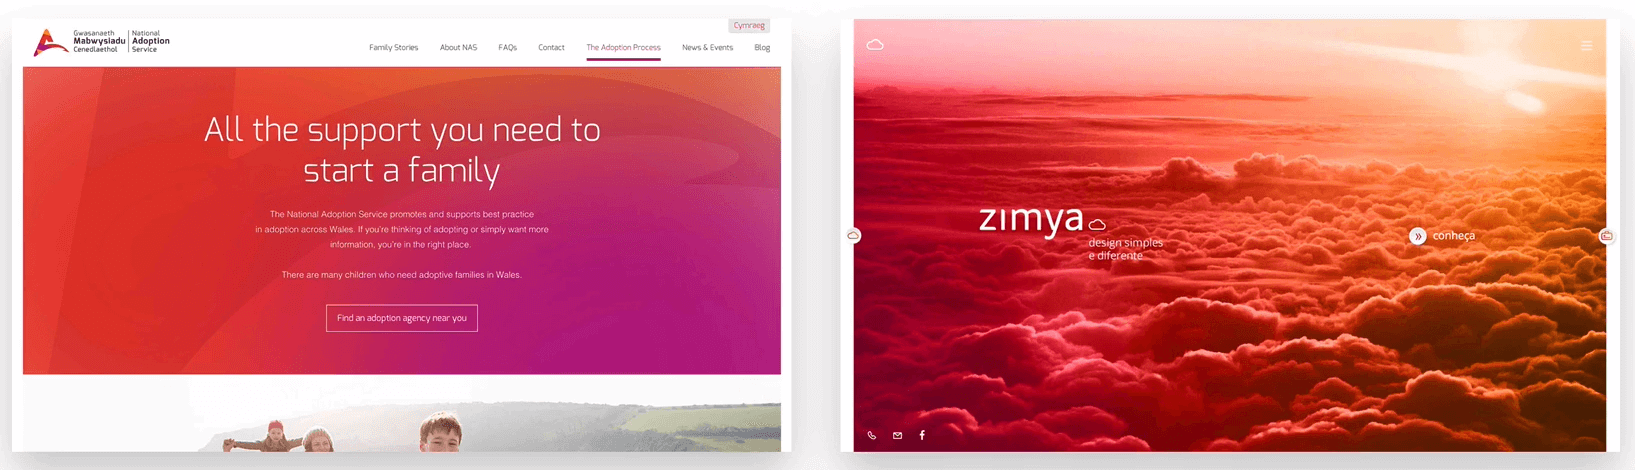 Cymraeg
Gwasanaeth
Mabwysiadu
Cenedlaethol
National
Adoption
Service
Family Stories
About NAS
FAQs
Contact
The Adoption Process
News & Events
Blog
All the support you need to
start a family
The National Adoption Service promotes and supports best practice
in adoption across Wales. If you're thinking of adopting or simply want more
information, you're in the right place.
There are many children who need adoptive families in Wales.
Find an adoption agency near you
zimya
design simples
e diferente
» conheça